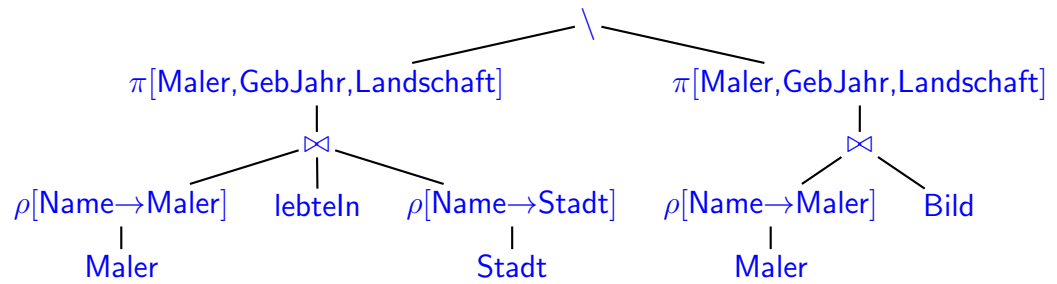 \
π[Maler,GebJahr,Landschaft] π[Maler,GebJahr,Landschaft]
⋈ ⋈
ρ[Name→Maler] lebteIn ρ[Name→Stadt] ρ[Name→Maler] Bild
Maler Stadt Maler